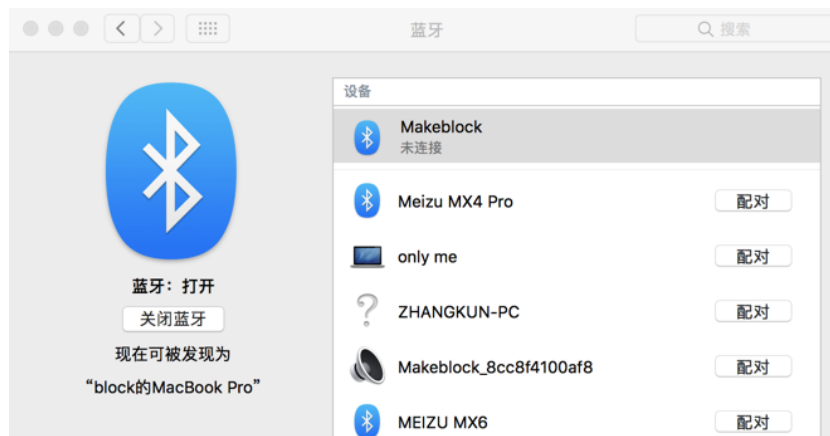 蓝牙
搜索
蓝牙：打开
关闭蓝牙
现在可被发现为
“block的MacBook Pro”
设备
Makeblock
未连接
Meizu MX4 Pro 配对
only me 配对
ZHANGKUN-PC 配对
Makeblock_8cc8f4100af8 配对
MEIZU MX6 配对